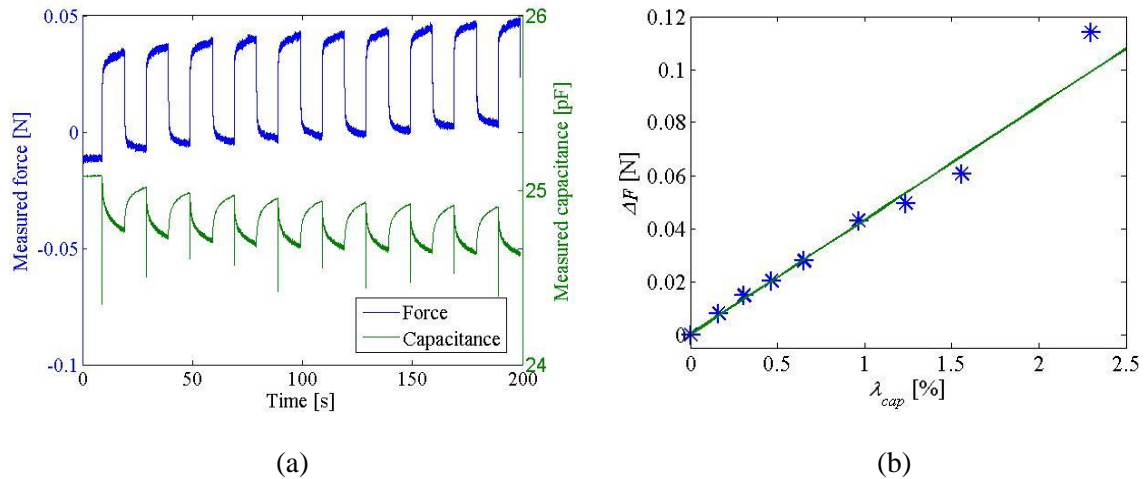 0.05
0
-0.05
-0.1
Measured force [N]
26
25
24
Measured capacitance [pF]
Force
Capacitance
0 50 100 150 200
Time [s]
(a)
0.12
0.1
0.08
0.06
0.04
0.02
0
ΔF [N]
0 0.5 1 1.5 2 2.5
λcap [%]
(b)